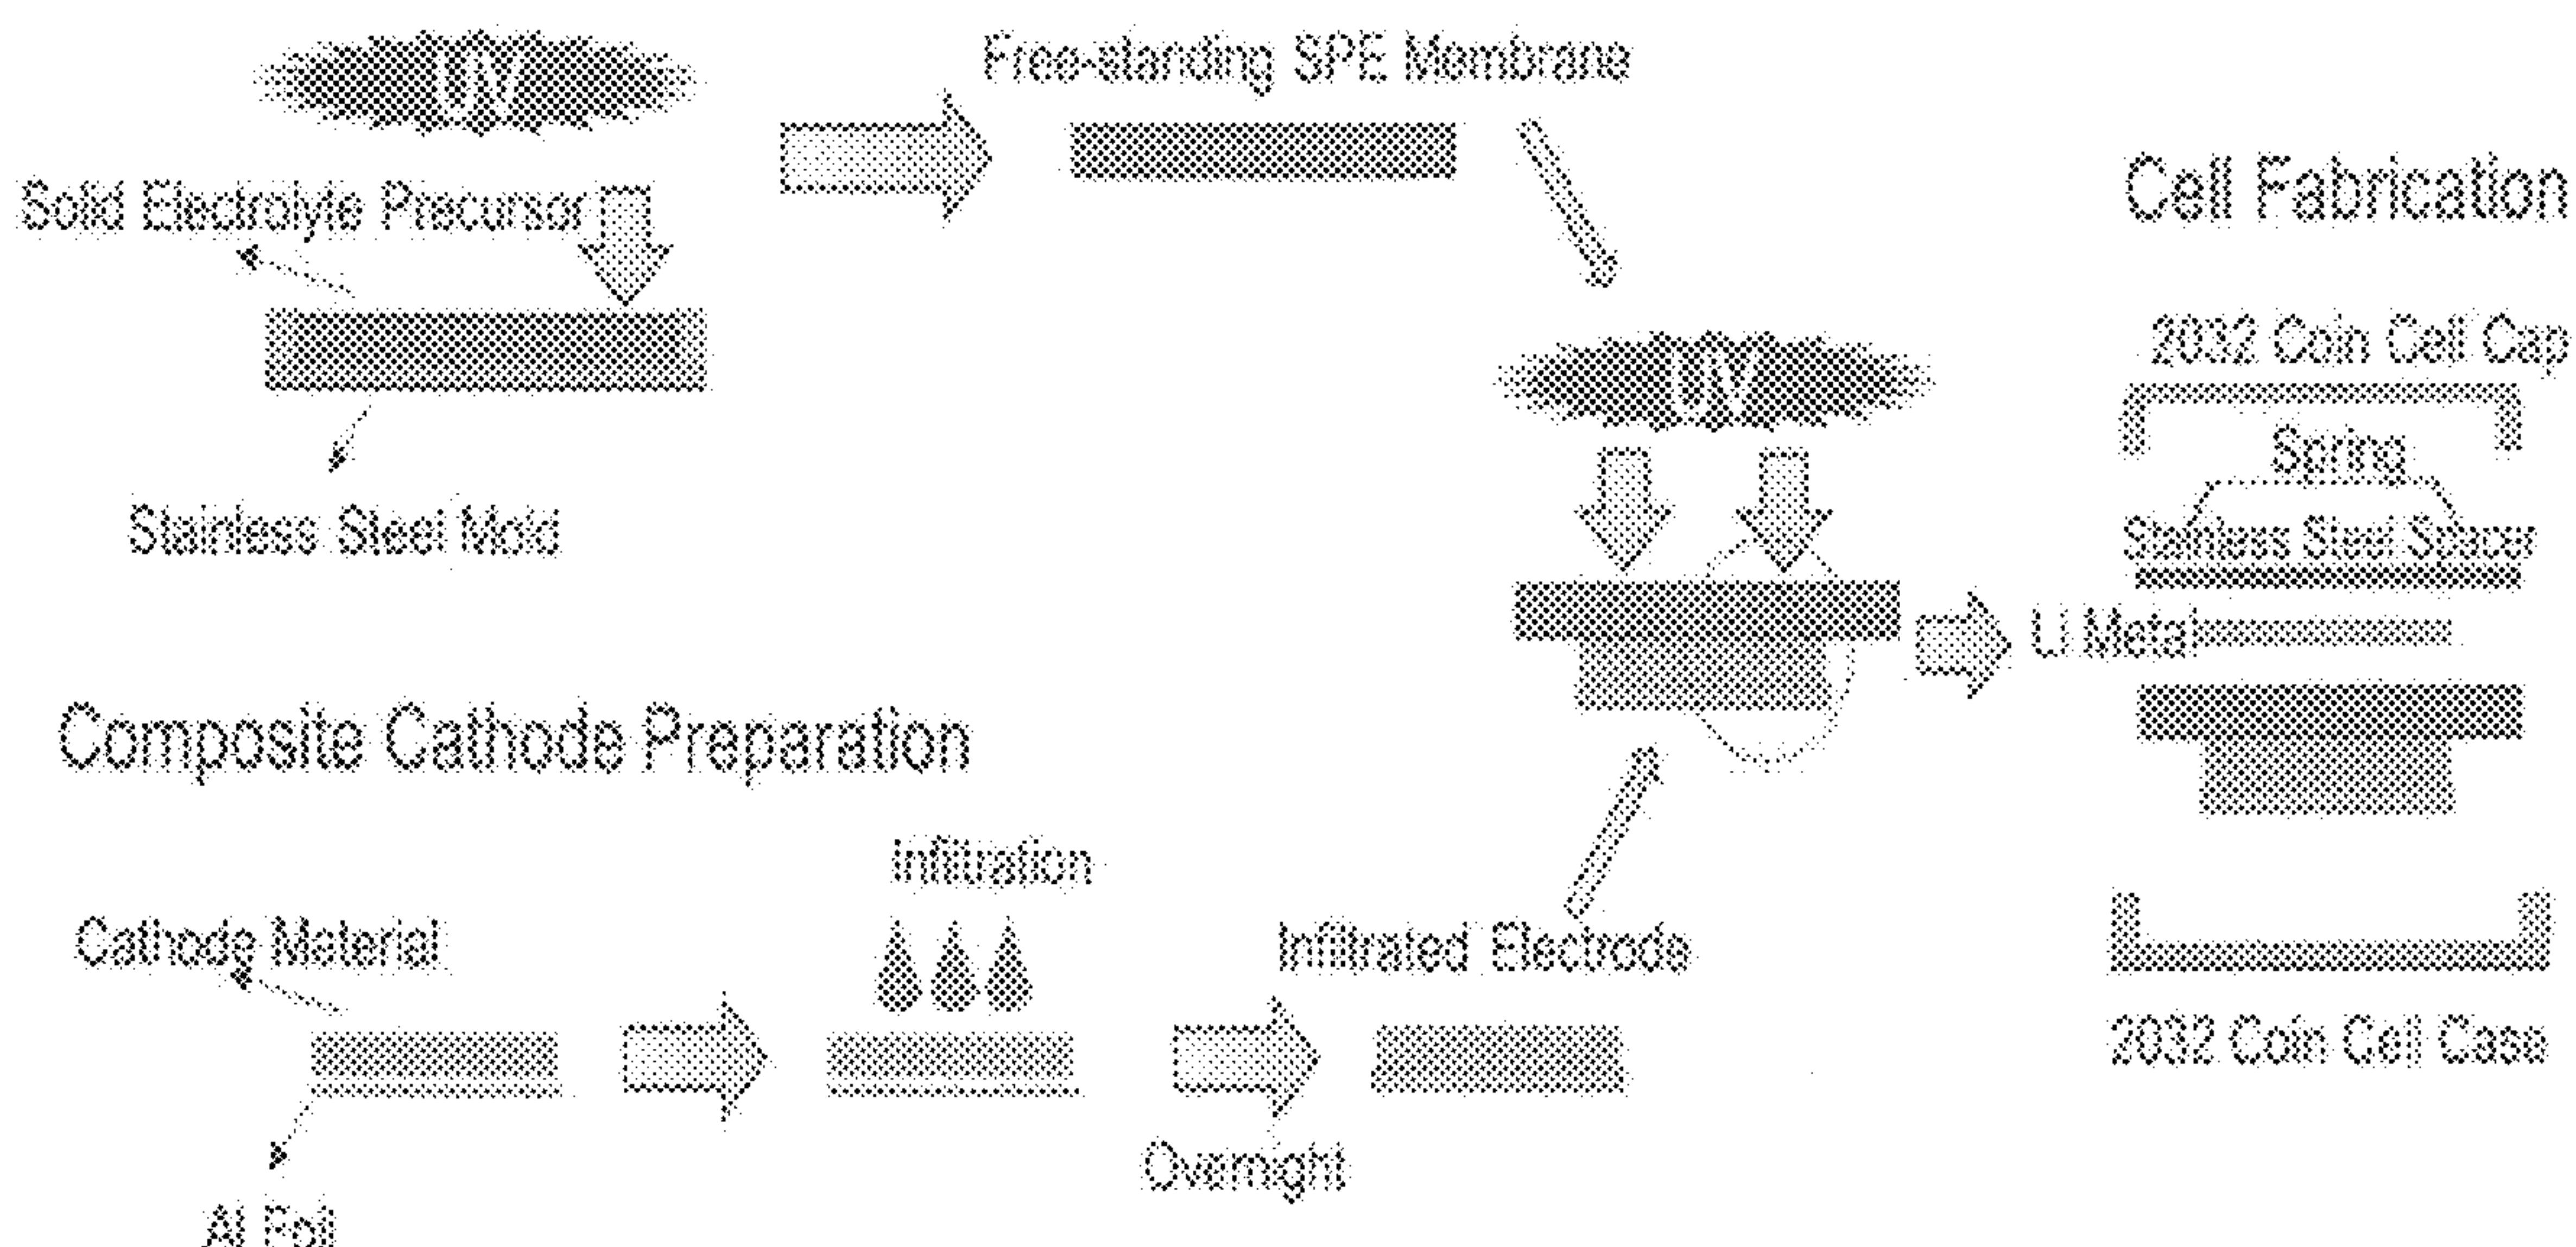 UV
Free-standing SPE Membrane
Solid Electrolyte Precursor
Stainless Steel Mold
UV
Cell Fabrication
2032 Coin Cell Cap
Spring
Stainless Steel Spacer
Li Metal
2032 Coin Cell Case
Composite Cathode Preparation
Infiltration
Cathode Material
Infiltrated Electrode
Overnight
Al Foil